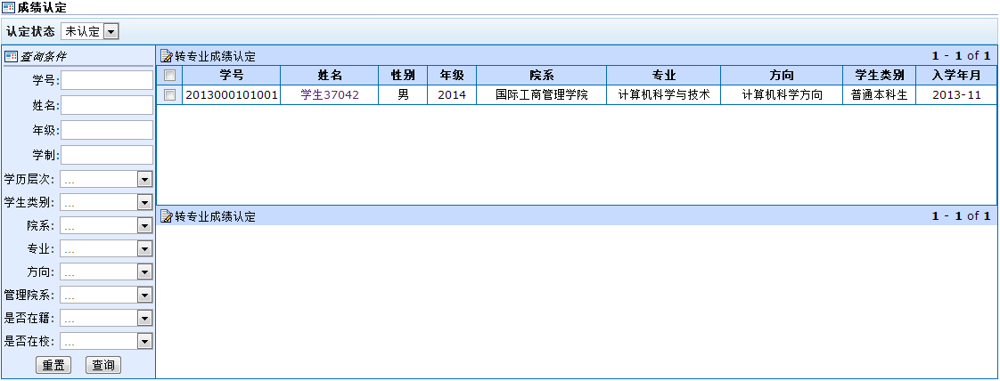 成绩认定
认定状态 未认定
查询条件
学号:
姓名:
年级:
学制:
学历层次: ...
学生类别: ...
院系: ...
专业: ...
方向: ...
管理院系: ...
是否在籍: ...
是否在校: ...
重置 查询
转专业成绩认定 1 - 1 of 1
学号 姓名 性别 年级 院系 专业 方向 学生类别 入学年月
2013000101001 学生37042 男 2014 国际工商管理学院 计算机科学与技术 计算机科学方向 普通本科生 2013-11
转专业成绩认定 1 - 1 of 1